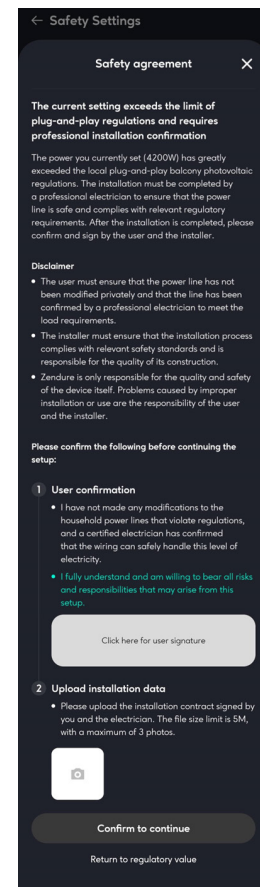 ← Safety Settings
Safety agreement
The current setting exceeds the limit of
plug-and-play regulations and requires
professional installation confirmation
The power you currently set (4200W) has greatly
exceeded the local plug-and-play balcony photovoltaic
regulations. The installation must be completed by
a professional electrician to ensure that the power
line is safe and complies with relevant regulatory
requirements. After the installation is completed, please
confirm and sign by the user and the installer.
Disclaimer
• The user must ensure that the power line has not
been modified privately and that the line has been
confirmed by a professional electrician to meet the
load requirements.
• The installer must ensure that the installation process
complies with relevant safety standards and is
responsible for the quality of its construction.
• Zendure is only responsible for the quality and safety
of the device itself. Problems caused by improper
installation or use are the responsibility of the user
and the installer.
Please confirm the following before continuing the
setup:
1 User confirmation
• I have not made any modifications to the
household power lines that violate regulations,
and a certified electrician has confirmed
that the wiring can safely handle this level of
electricity.
• I fully understand and am willing to bear all risks
and responsibilities that may arise from this
setup.
Click here for user signature
2 Upload installation data
• Please upload the installation contract signed by
you and the electrician. The file size limit is 5M,
with a maximum of 3 photos.
Confirm to continue
Return to regulatory value